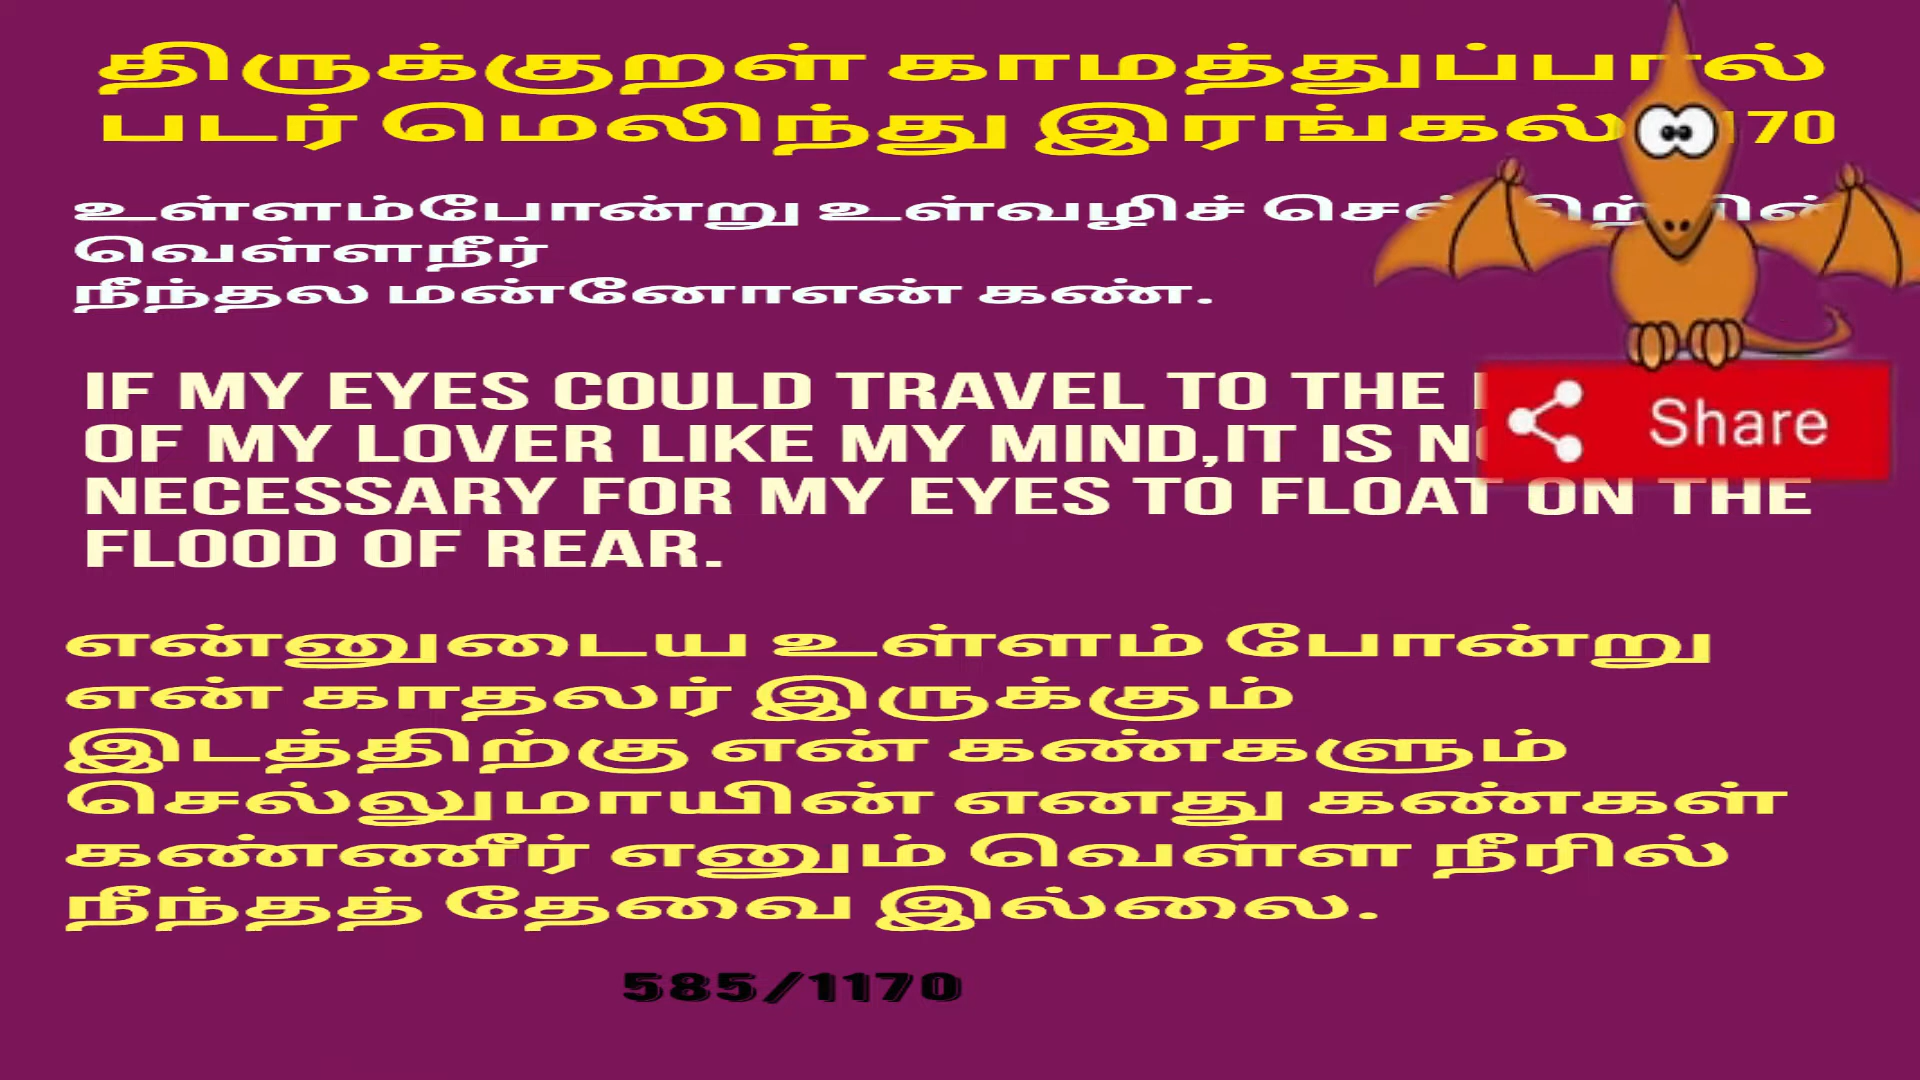 திருக்குறள் காமத்துப்பால்
படர் மெலிந்து இரங்கல் 1170
உள்ளம்போன்று உள்வழிச்
வெள்ளநீர்
நீந்தல மன்னோஎன் கண்.
IF MY EYES COULD TRAVEL TO THE
OF MY LOVER LIKE MY MIND,IT IS
NECESSARY FOR MY EYES TO FLOAT ON THE
FLOOD OF REAR.
Share
என்னுடைய உள்ளம் போன்று
என் காதலர் இருக்கும்
இடத்திற்கு என் கண்களும்
செல்லுமாயின் எனது கண்கள்
கண்ணீர் எனும் வெள்ள நீரில்
நீந்தத் தேவை இல்லை.
585/1170